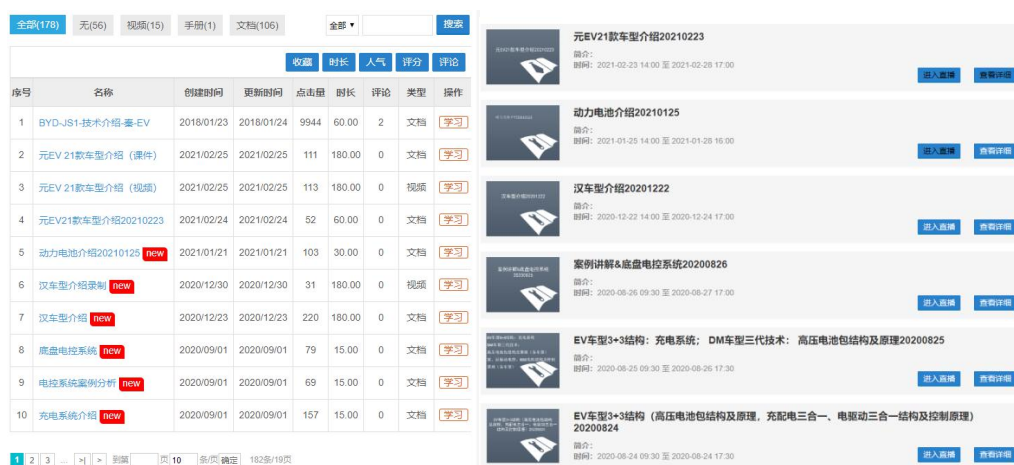 全部(178) 无(56) 视频(15) 手册(1) 文档(106) 全部 搜索
收藏 时长 人气 评分 评论
序号 名称 创建时间 更新时间 点击量 时长 评论 类型 操作
1 BYD-JS1-技术介绍-秦-EV 2018/01/23 2018/01/24 9944 60.00 2 文档 学习
2 元EV 21款车型介绍（课件） 2021/02/25 2021/02/25 111 180.00 0 文档 学习
3 元EV 21款车型介绍（视频） 2021/02/25 2021/02/25 113 180.00 0 视频 学习
4 元EV21款车型介绍20210223 2021/02/24 2021/02/24 52 60.00 0 文档 学习
5 动力电池介绍20210125 new 2021/01/21 2021/01/21 103 30.00 0 文档 学习
6 汉车型介绍录制 new 2020/12/30 2020/12/30 31 180.00 0 视频 学习
7 汉车型介绍 new 2020/12/23 2020/12/23 220 180.00 0 文档 学习
8 底盘电控系统 new 2020/09/01 2020/09/01 79 15.00 0 文档 学习
9 电控系统案例分析 new 2020/09/01 2020/09/01 69 15.00 0 文档 学习
10 充电系统介绍 new 2020/09/01 2020/09/01 157 15.00 0 文档 学习
1 2 3 ... >| > 到第 页 10 条/页 确定 182条/19页
元EV21款车型介绍20210223
简介：
时间：2021-02-23 14:00 至 2021-02-28 17:00
进入直播 查看详细
动力电池介绍20210125
简介：
时间：2021-01-25 14:00 至 2021-01-28 16:00
进入直播 查看详细
汉车型介绍20201222
简介：
时间：2020-12-22 14:00 至 2020-12-24 17:00
进入直播 查看详细
案例讲解&底盘电控系统20200826
简介：
时间：2020-08-26 09:30 至 2020-08-27 17:00
进入直播 查看详细
EV车型3+3结构：充电系统； DM车型三代技术： 高压电池包结构及原理20200825
简介：
时间：2020-08-25 09:30 至 2020-08-26 17:30
进入直播 查看详细
EV车型3+3结构（高压电池包结构及原理，充配电三合一、电驱动三合一结构及控制原理）
20200824
简介：
时间：2020-08-24 09:30 至 2020-08-24 17:30
进入直播 查看详细